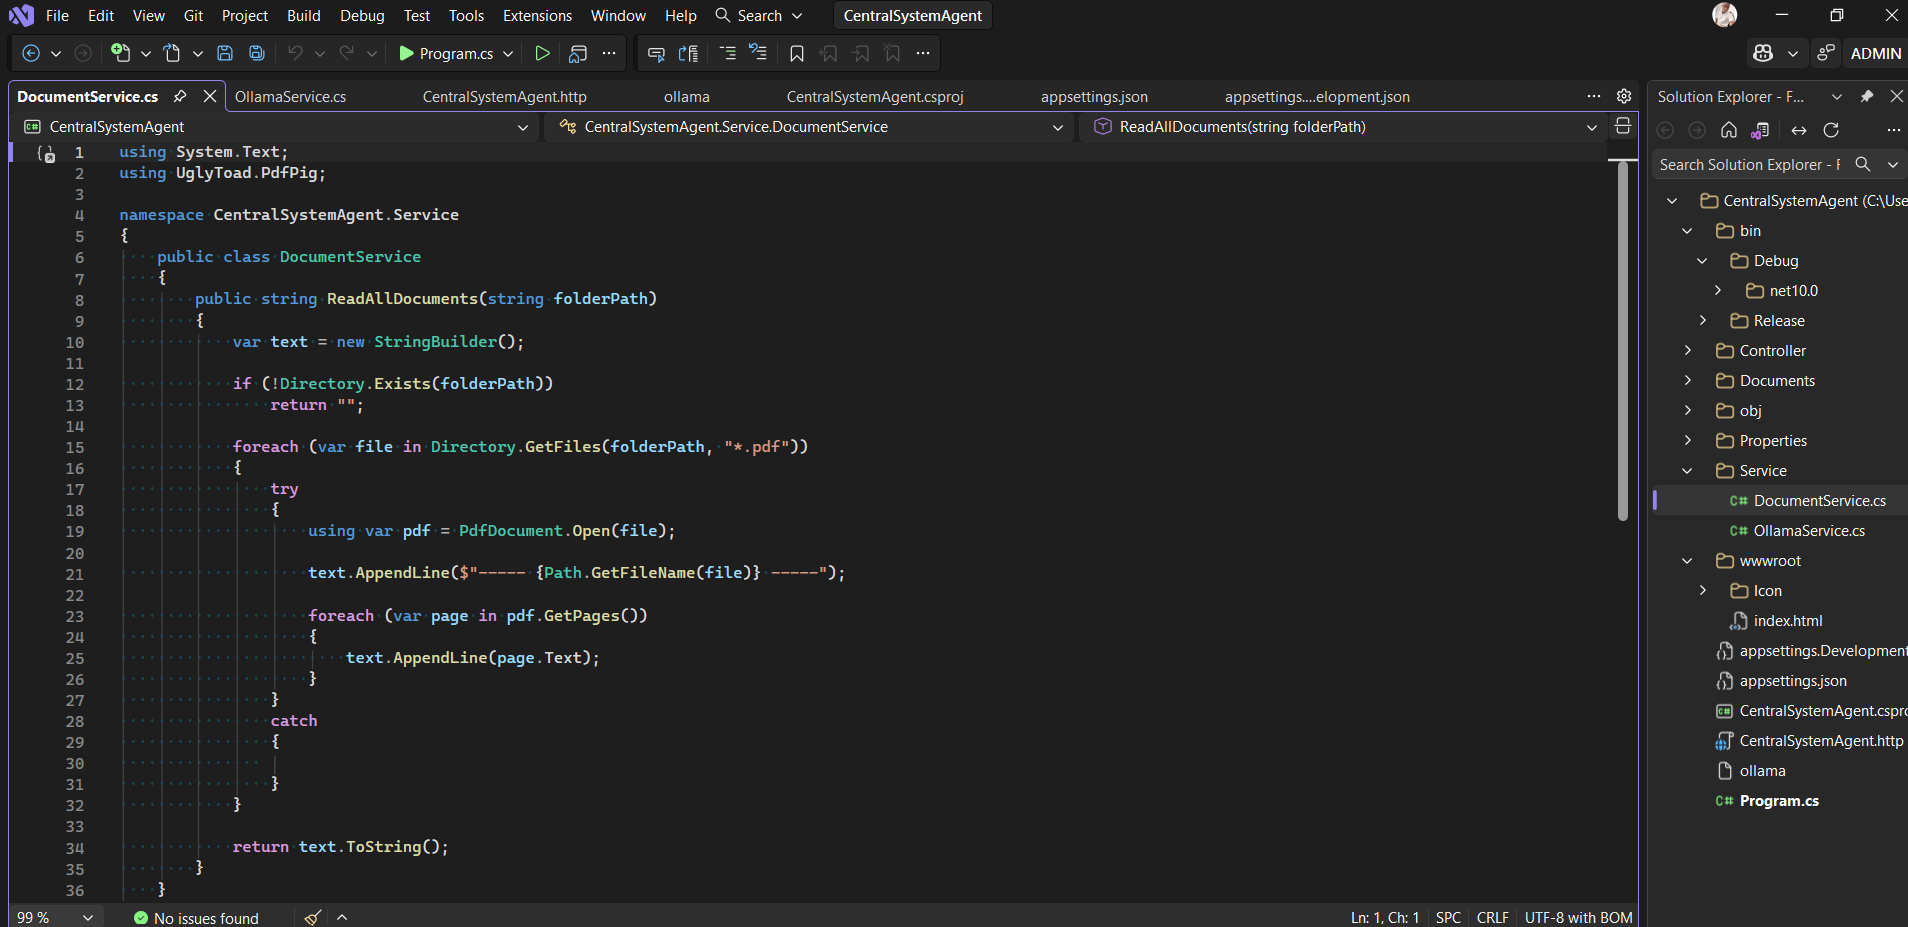 File Edit View Git Project Build Debug Test Tools Extensions Window Help Search CentralSystemAgent
Program.cs ADMIN
DocumentService.cs OllamaService.cs CentralSystemAgent.http ollama CentralSystemAgent.csproj appsettings.json appsettings....elopment.json
CentralSystemAgent CentralSystemAgent.Service.DocumentService ReadAllDocuments(string folderPath)
1 using System.Text;
2 using UglyToad.PdfPig;
3
4 namespace CentralSystemAgent.Service
5 {
6 public class DocumentService
7 {
8 public string ReadAllDocuments(string folderPath)
9 {
10 var text = new StringBuilder();
11
12 if (!Directory.Exists(folderPath))
13 return "";
14
15 foreach (var file in Directory.GetFiles(folderPath, "*.pdf"))
16 {
17 try
18 {
19 using var pdf = PdfDocument.Open(file);
20
21 text.AppendLine($"----- {Path.GetFileName(file)} -----");
22
23 foreach (var page in pdf.GetPages())
24 {
25 text.AppendLine(page.Text);
26 }
27 }
28 catch
29 {
30
31 }
32 }
33
34 return text.ToString();
35 }
36 }
99 % No issues found Ln: 1, Ch: 1 SPC CRLF UTF-8 with BOM
Solution Explorer - F...
Search Solution Explorer - F
CentralSystemAgent (C:\Use
bin
Debug
net10.0
Release
Controller
Documents
obj
Properties
Service
C# DocumentService.cs
C# OllamaService.cs
wwwroot
Icon
index.html
appsettings.Development
appsettings.json
CentralSystemAgent.cspro
CentralSystemAgent.http
ollama
C# Program.cs